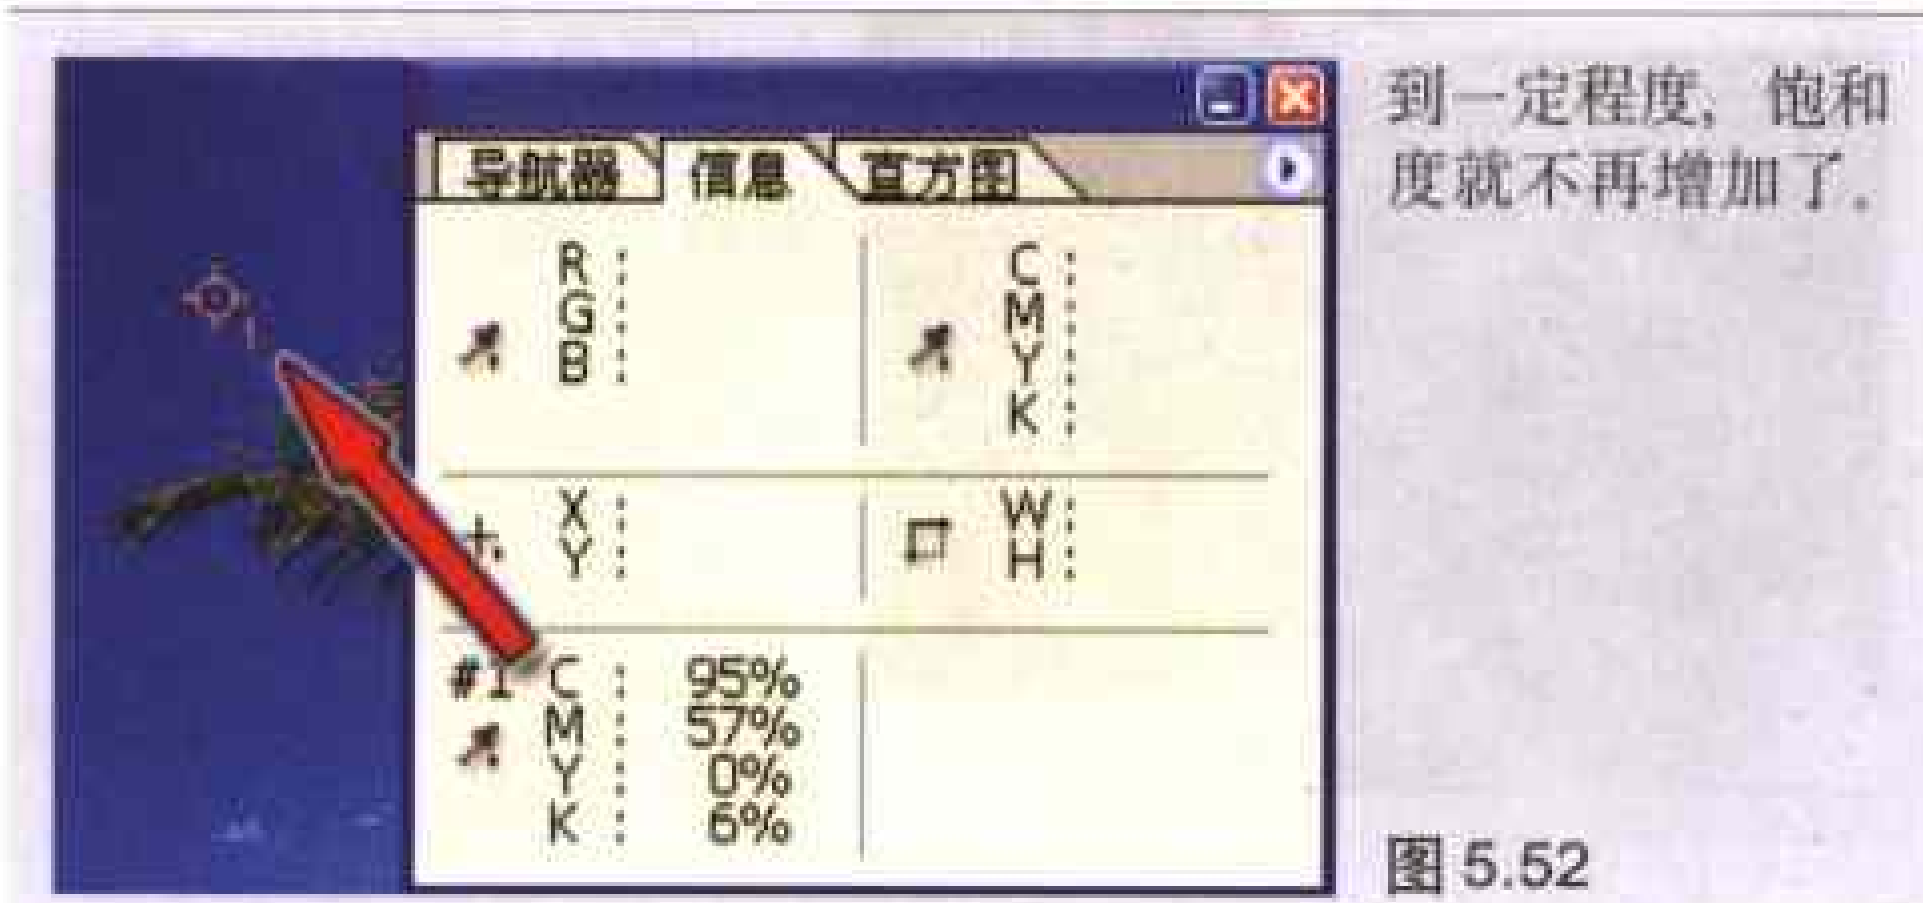 到一定程度，饱和
度就不再增加了。
导航器 信息 直方图
R:
G:
B:
C:
M:
Y:
K:
X:
Y:
W:
H:
#1 C: 95%
M: 57%
Y: 0%
K: 6%
1
图 5.52